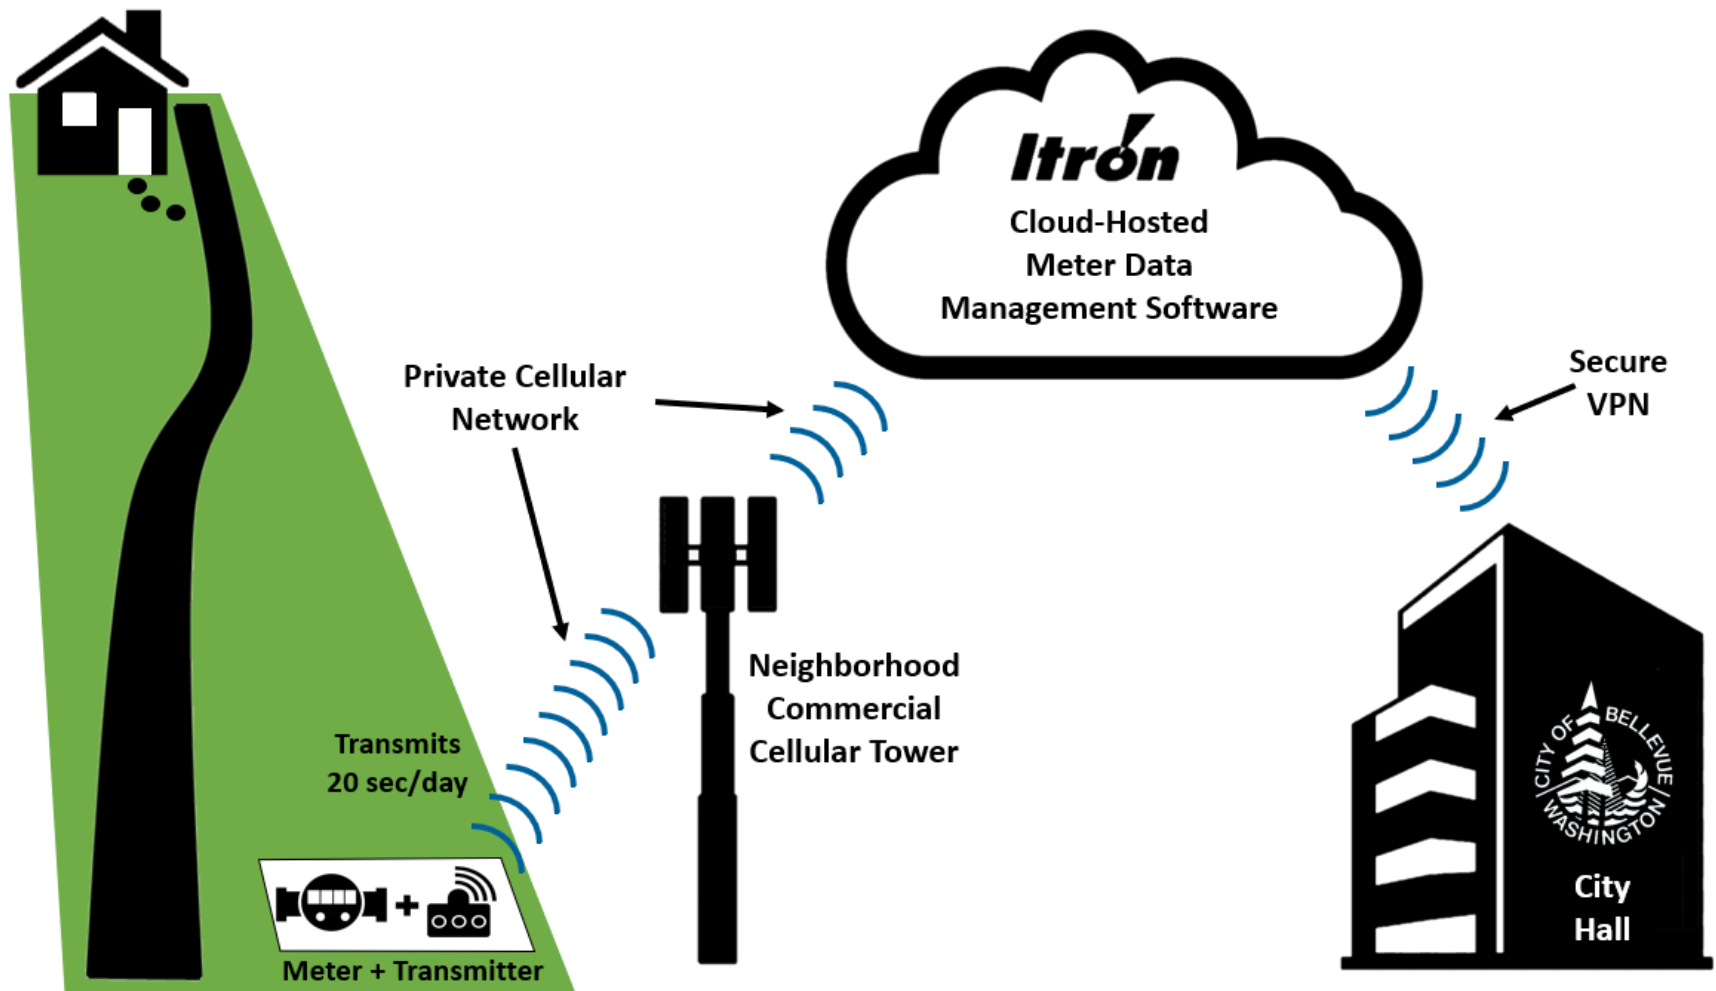 Itron
Cloud-Hosted
Meter Data
Management Software
Private Cellular
Network
Secure
VPN
Neighborhood
Commercial
Cellular Tower
Transmits
20 sec/day
Meter + Transmitter
CITY OF BELLEVUE
WASHINGTON
City
Hall